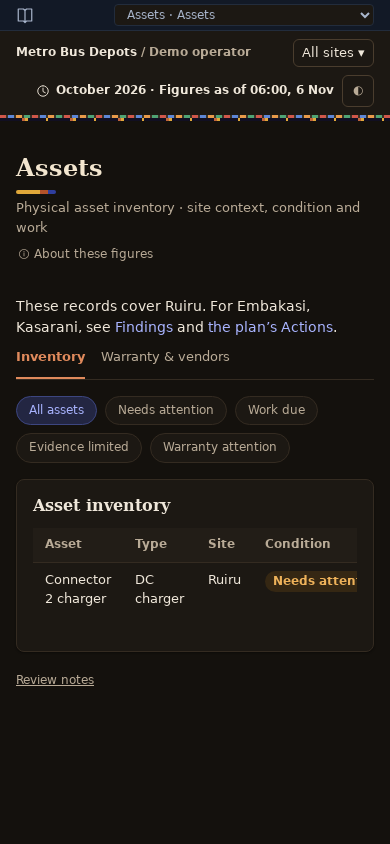 Assets · Assets
Metro Bus Depots / Demo operator
All sites ▾
October 2026 · Figures as of 06:00, 6 Nov
Assets
Physical asset inventory · site context, condition and
work
About these figures
These records cover Ruiru. For Embakasi,
Kasarani, see Findings and the plan’s Actions.
Inventory Warranty & vendors
All assets Needs attention Work due
Evidence limited Warranty attention
Asset inventory
Asset Type Site Condition
Connector DC Ruiru Needs atten
2 charger charger
Review notes